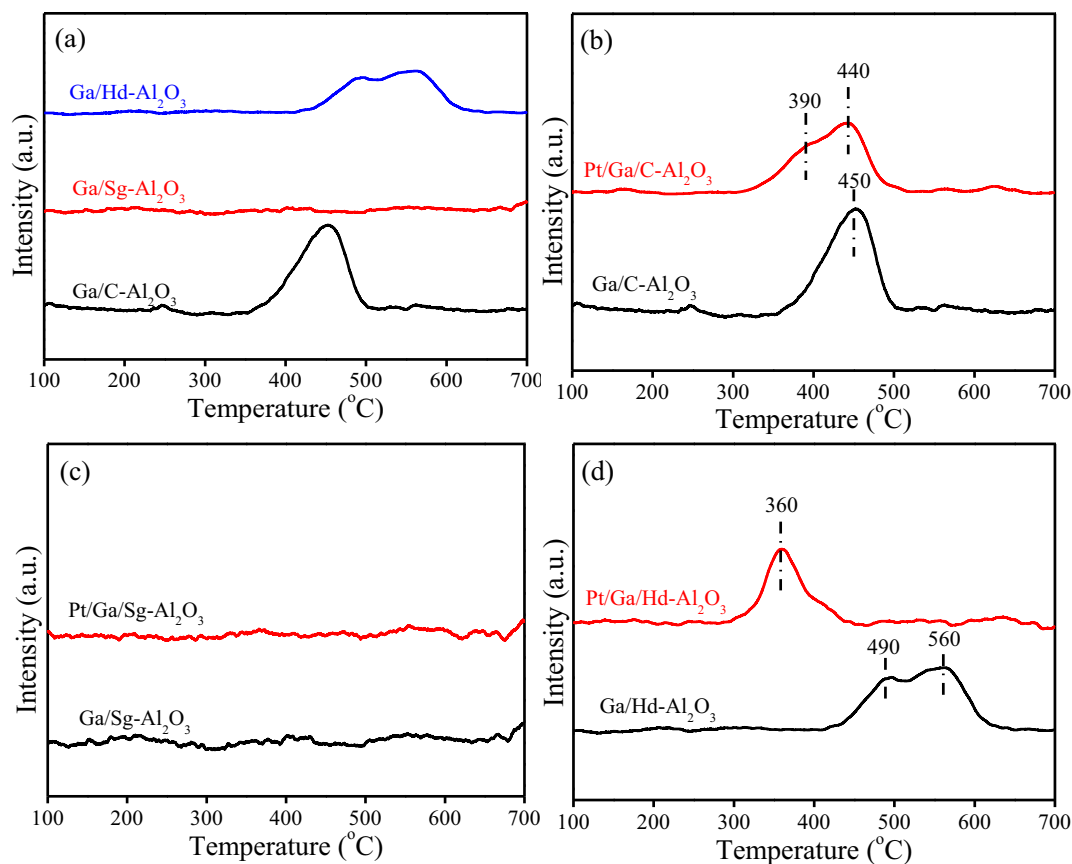 (a)
Ga/Hd-Al₂O₃
Ga/Sg-Al₂O₃
Ga/C-Al₂O₃
Intensity (a.u.)
100 200 300 400 500 600 700
Temperature (°C)
(b)
440
390
Pt/Ga/C-Al₂O₃
450
Ga/C-Al₂O₃
Intensity (a.u.)
100 200 300 400 500 600 700
Temperature (°C)
(c)
Pt/Ga/Sg-Al₂O₃
Ga/Sg-Al₂O₃
Intensity (a.u.)
100 200 300 400 500 600 700
Temperature (°C)
(d)
360
Pt/Ga/Hd-Al₂O₃
490 560
Ga/Hd-Al₂O₃
Intensity (a.u.)
100 200 300 400 500 600 700
Temperature (°C)